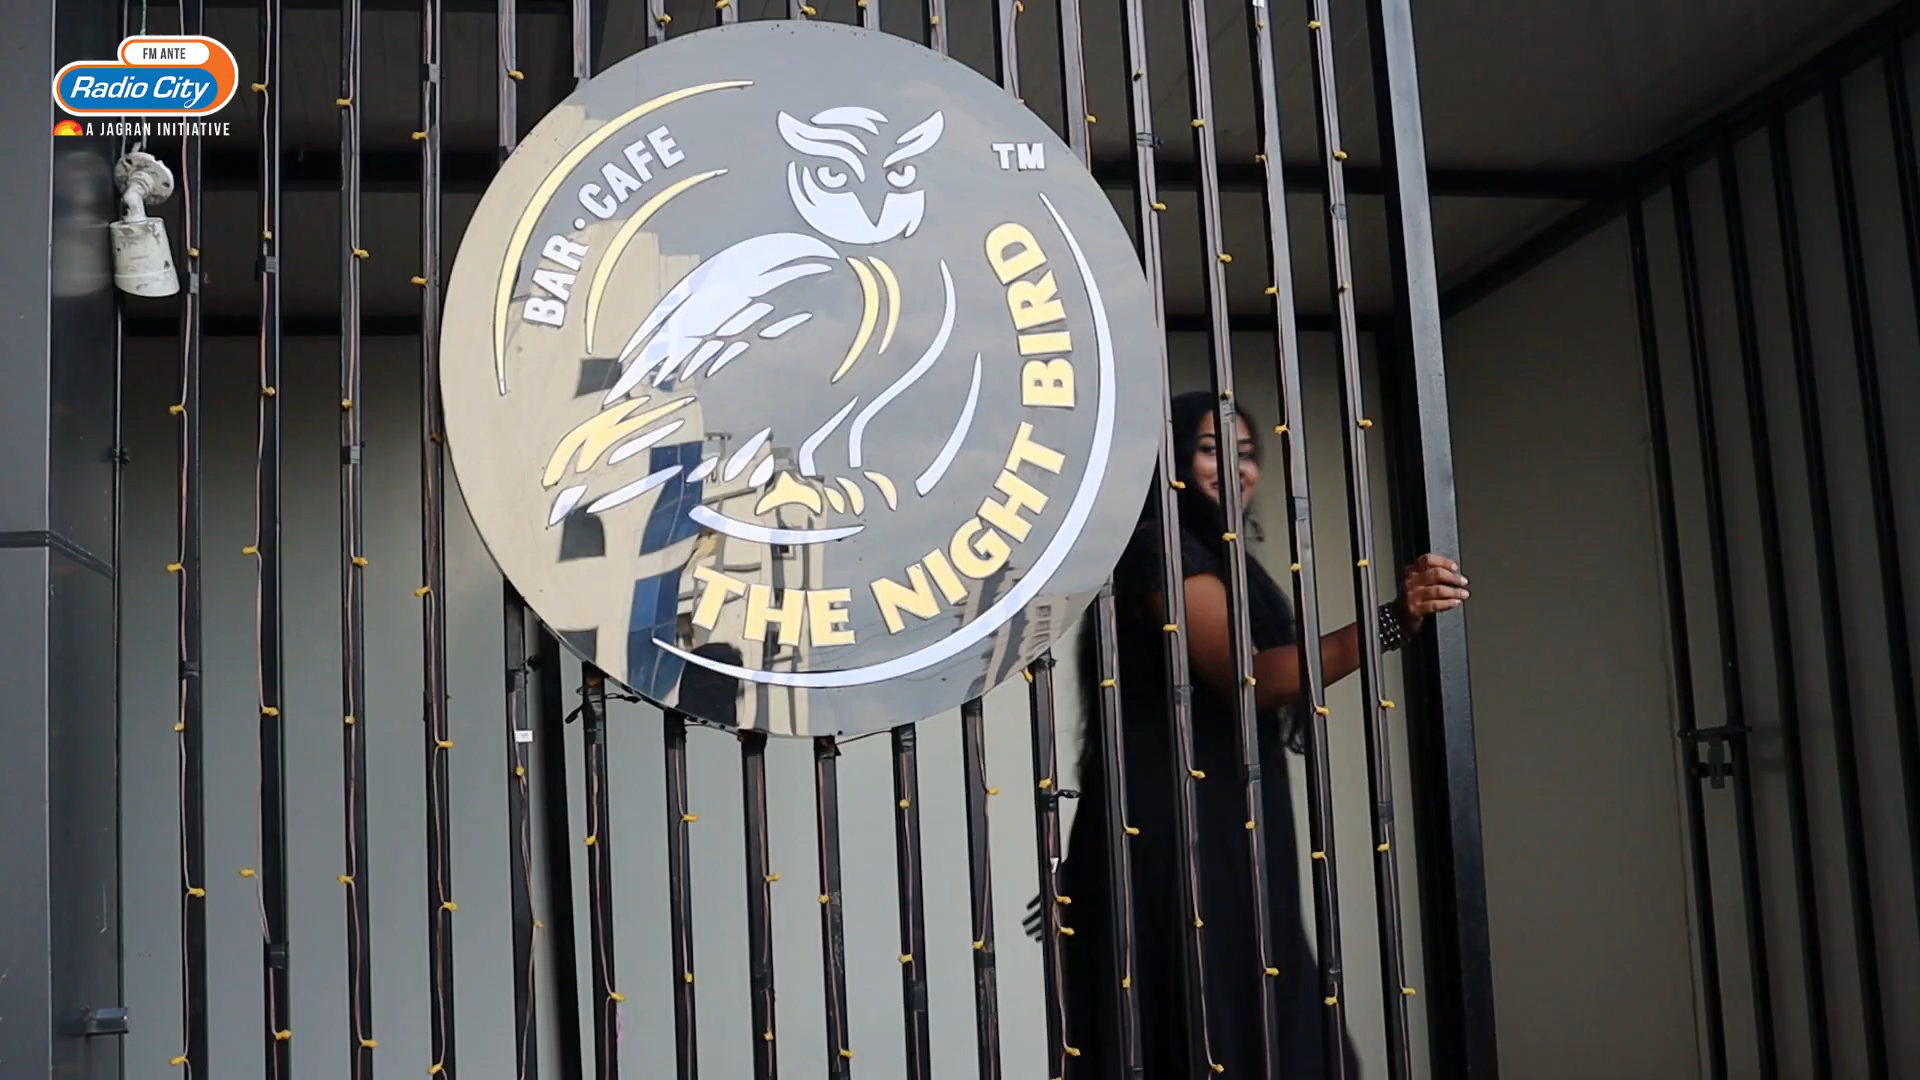 FM ANTE
Radio City
A JAGRAN INITIATIVE
BAR · CAFE
TM
THE NIGHT BIRD